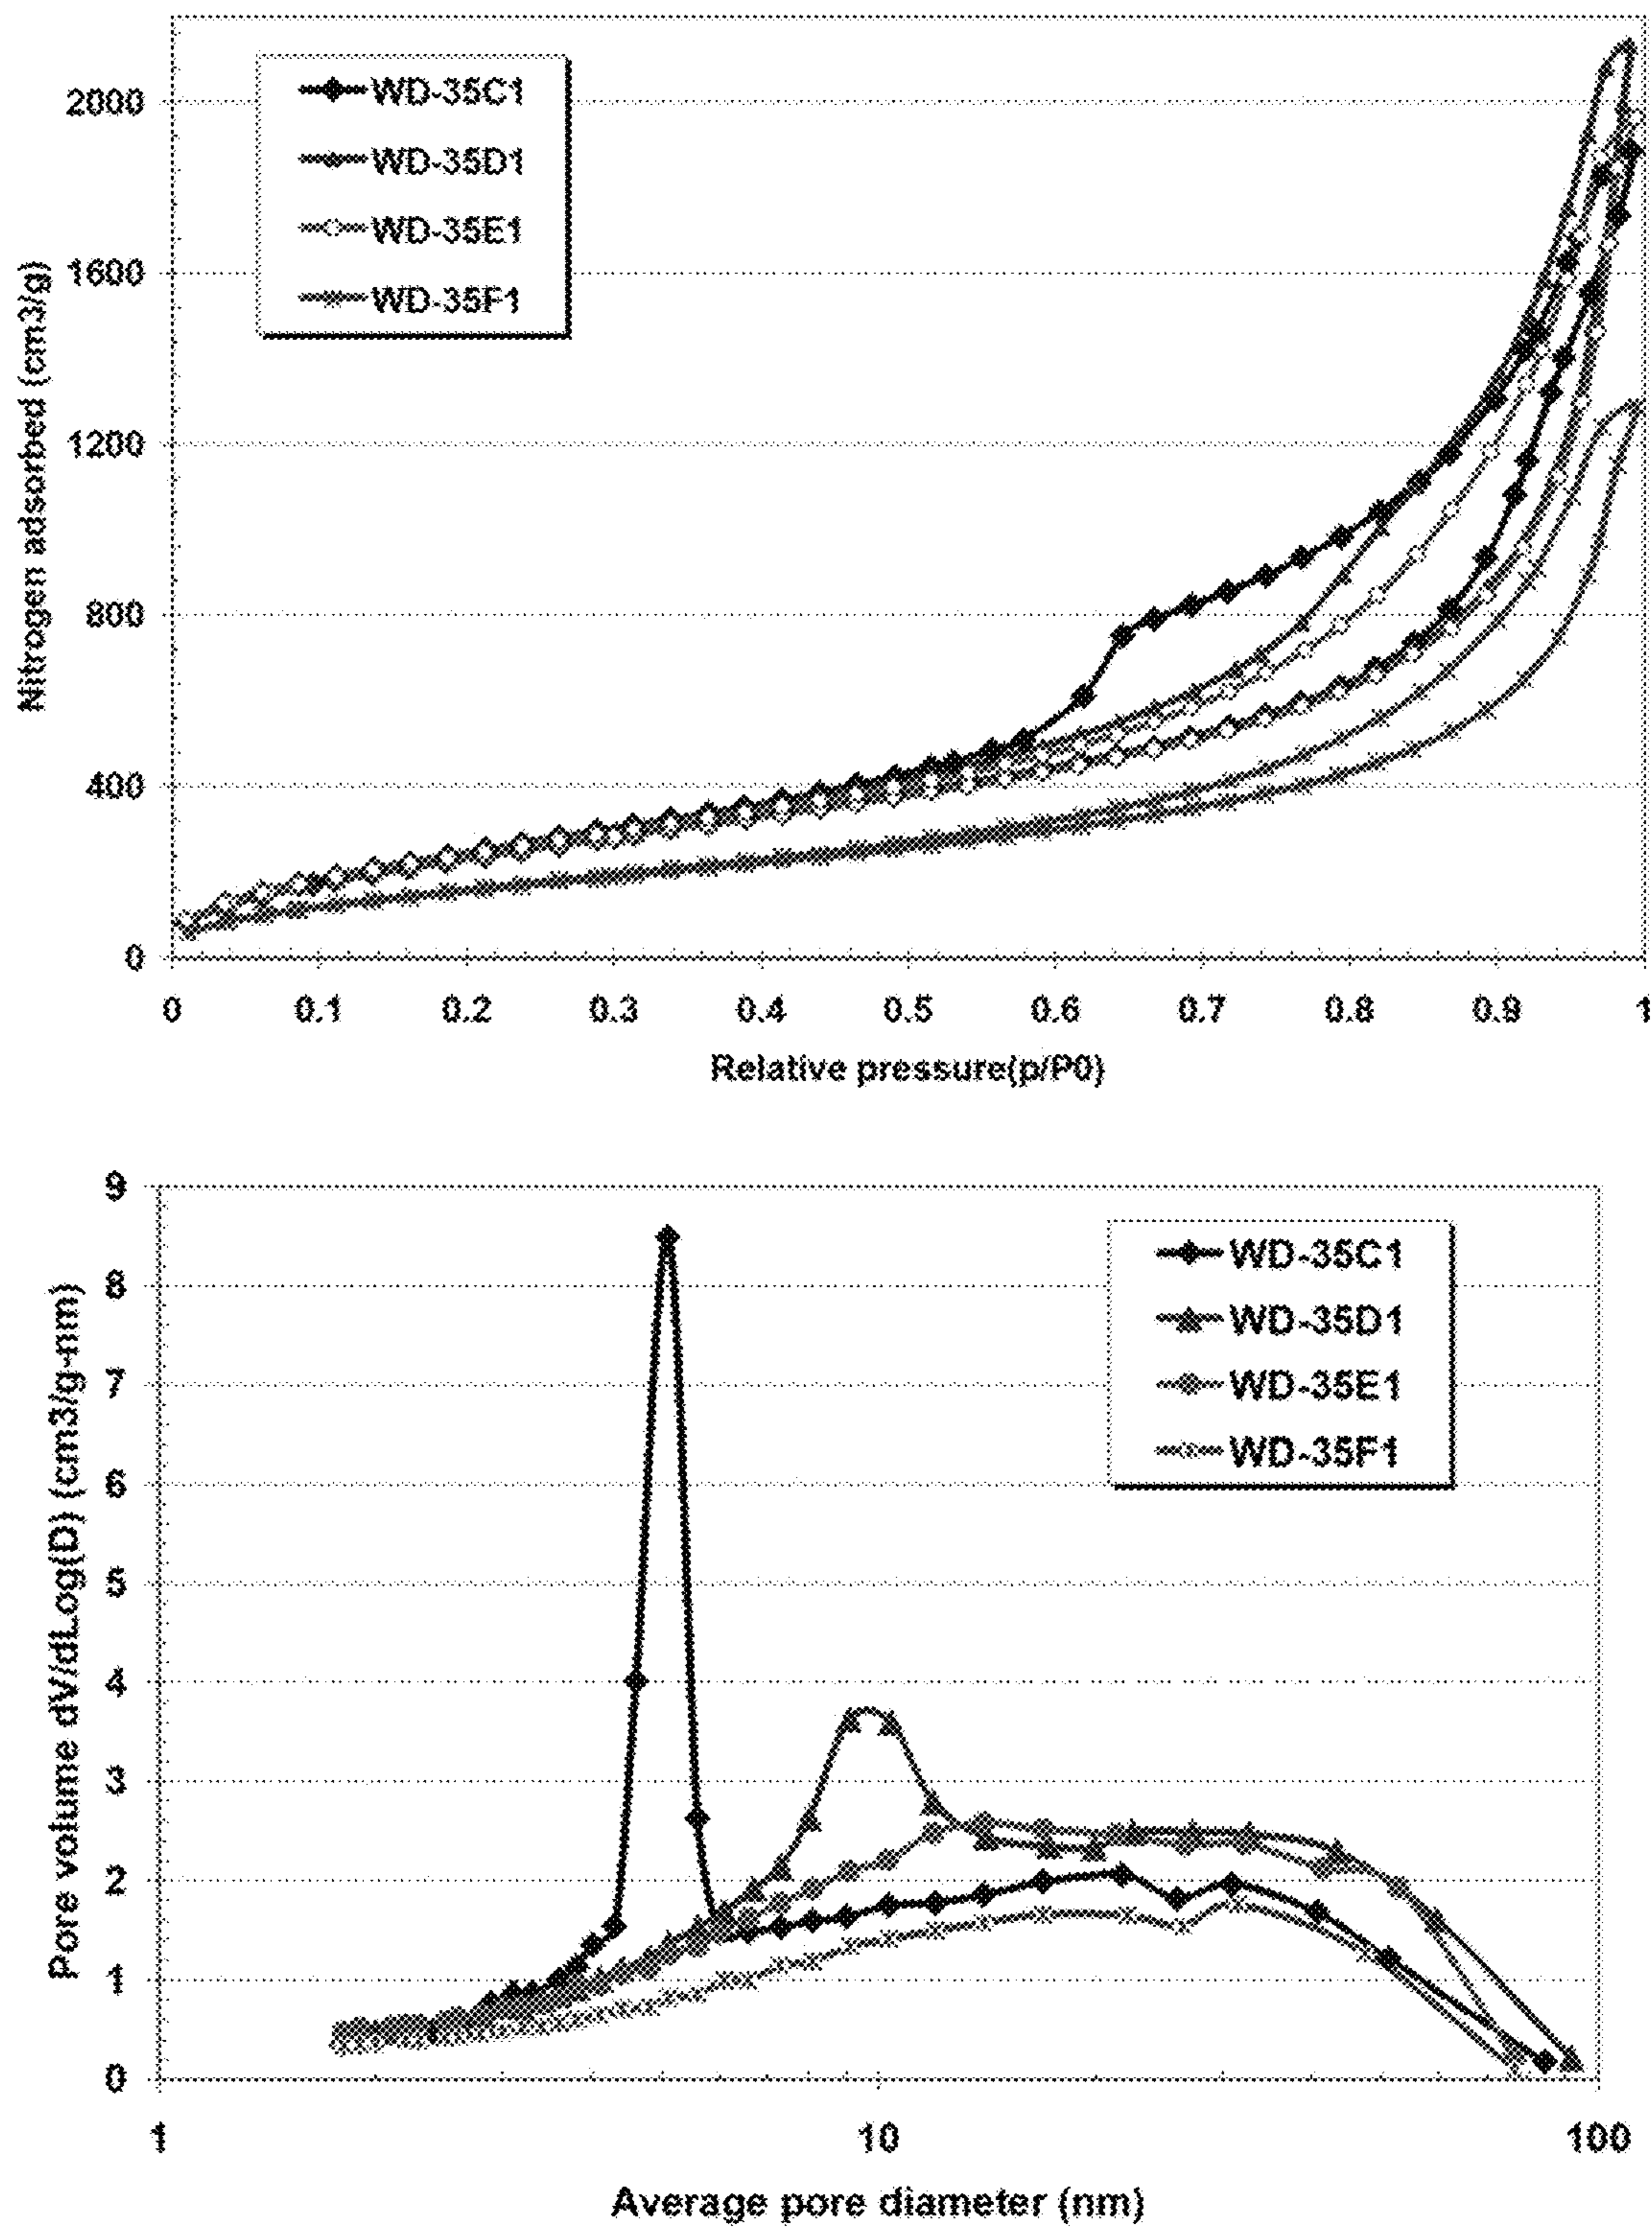 WD-35C1
WD-35D1
WD-35E1
WD-35F1
Nitrogen adsorbed (cm3/g)
2000
1600
1200
800
400
0
0 0.1 0.2 0.3 0.4 0.5 0.6 0.7 0.8 0.9 1
Relative pressure(p/P0)
WD-35C1
WD-35D1
WD-35E1
WD-35F1
Pore volume dV/dLog(D) (cm3/g-nm)
9
8
7
6
5
4
3
2
1
0
1 10 100
Average pore diameter (nm)